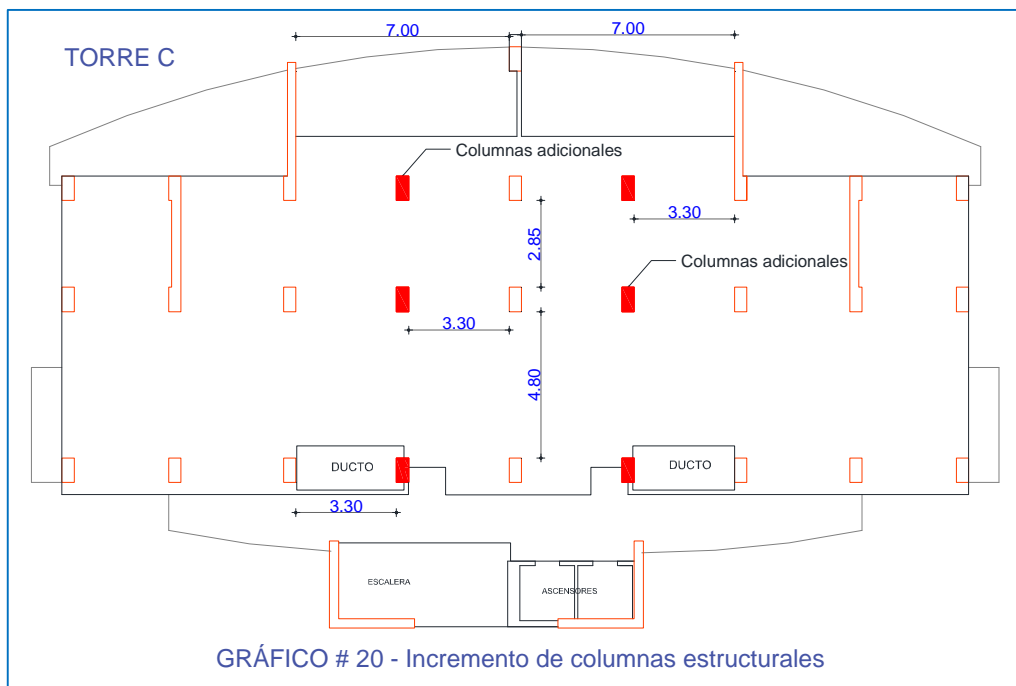 7.00
7.00
TORRE C
Columnas adicionales
3.30
2.85
Columnas adicionales
3.30
4.80
DUCTO
DUCTO
3.30
ESCALERA
ASCENSORES
GRÁFICO # 20 - Incremento de columnas estructurales